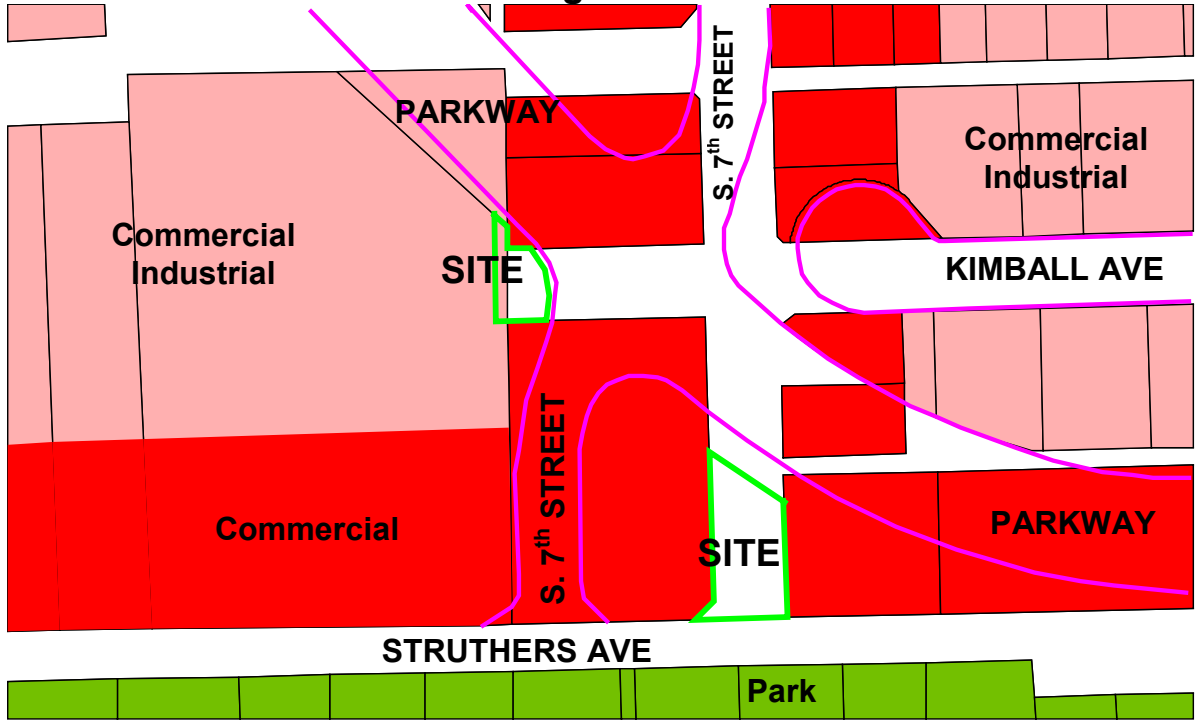 S. 7th STREET
PARKWAY
Commercial
Industrial
Commercial
Industrial
SITE
KIMBALL AVE
S. 7th STREET
Commercial
PARKWAY
SITE
STRUTHERS AVE
Park